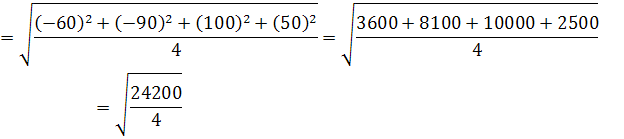 = √((−60)² + (−90)² + (100)² + (50)² / 4) = √(3600 + 8100 + 10000 + 2500 / 4)
= √(24200 / 4)